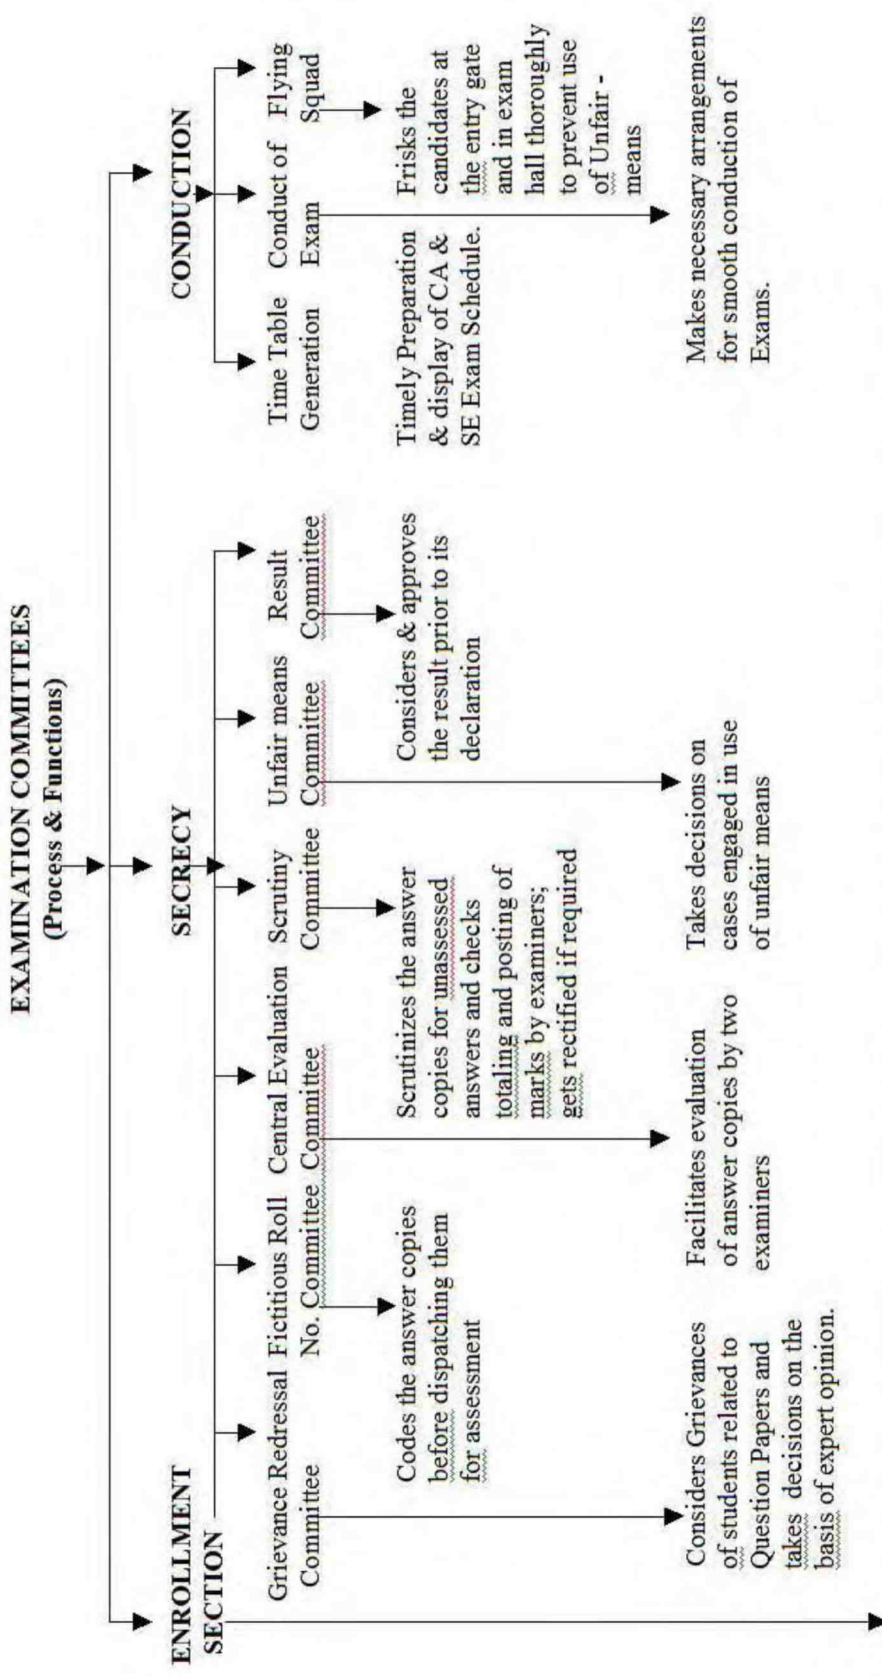 EXAMINATION COMMITTEES
(Process & Functions)
ENROLLMENT
SECTION
SECRECY
CONDUCTION
Grievance Redressal
Committee
Fictitious Roll
No. Committee
Central Evaluation
Committee
Scrutiny
Committee
Unfair means
Committee
Result
Committee
Time Table
Generation
Conduct of
Exam
Flying
Squad
Codes the answer copies
before dispatching them
for assessment
Scrutinizes the answer
copies for unassessed
answers and checks
totaling and posting of
marks by examiners;
gets rectified if required
Considers & approves
the result prior to its
declaration
Timely Preparation
& display of CA &
SE Exam Schedule.
Frisks the
candidates at
the entry gate
and in exam
hall thoroughly
to prevent use
of Unfair -
means
Considers Grievances
of students related to
Question Papers and
takes decisions on the
basis of expert opinion.
Facilitates evaluation
of answer copies by two
examiners
Takes decisions on
cases engaged in use
of unfair means
Makes necessary arrangements
for smooth conduction of
Exams.